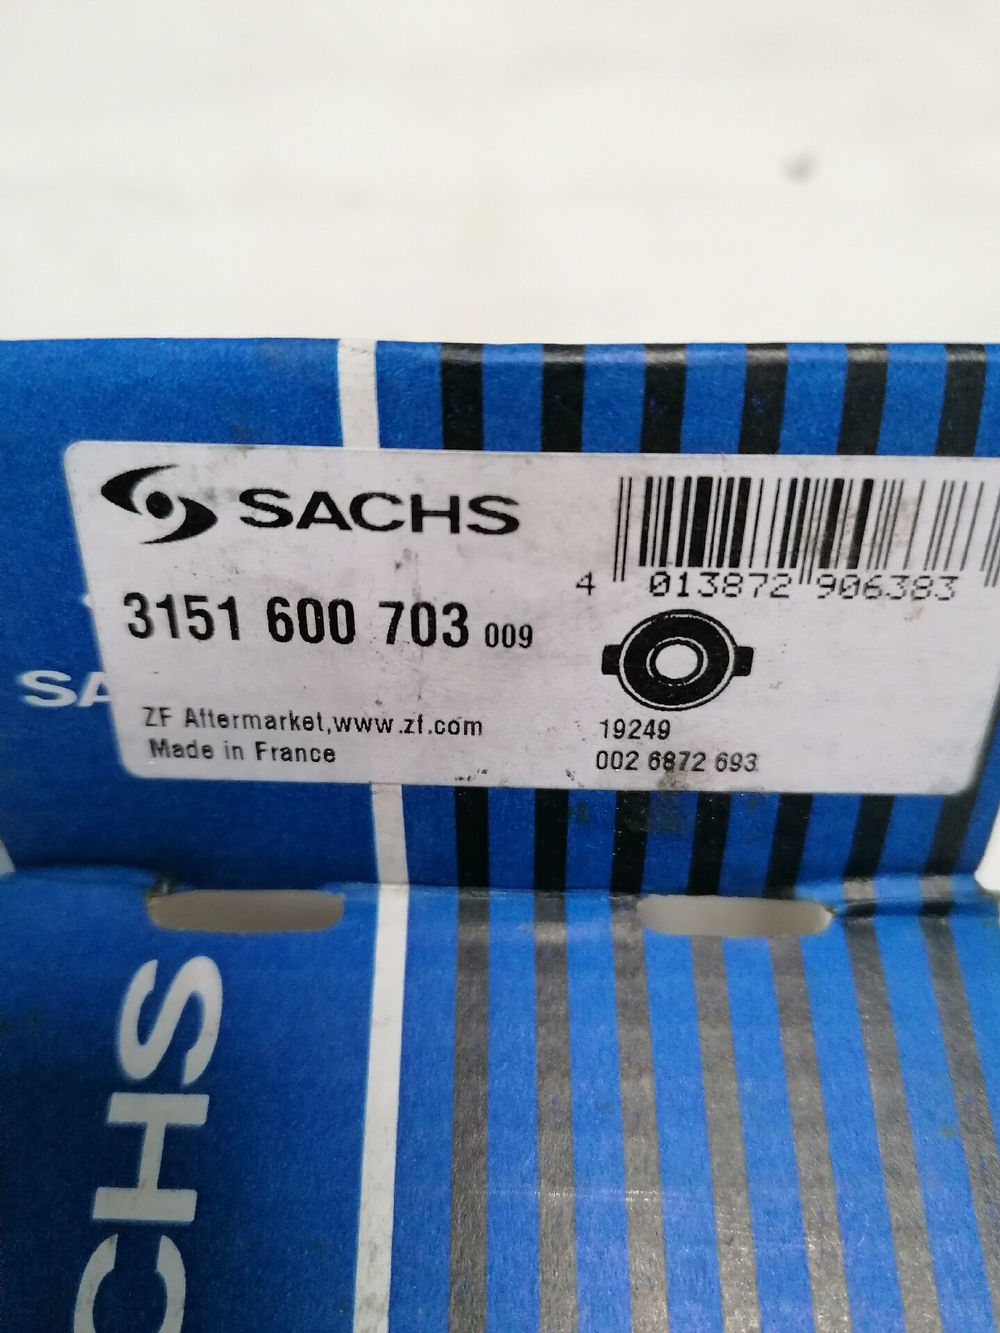 SACHS
4 013872 906383
3151 600 703 009
SA
ZF Aftermarket,www.zf.com
Made in France
19249
002 6872 693
CHS